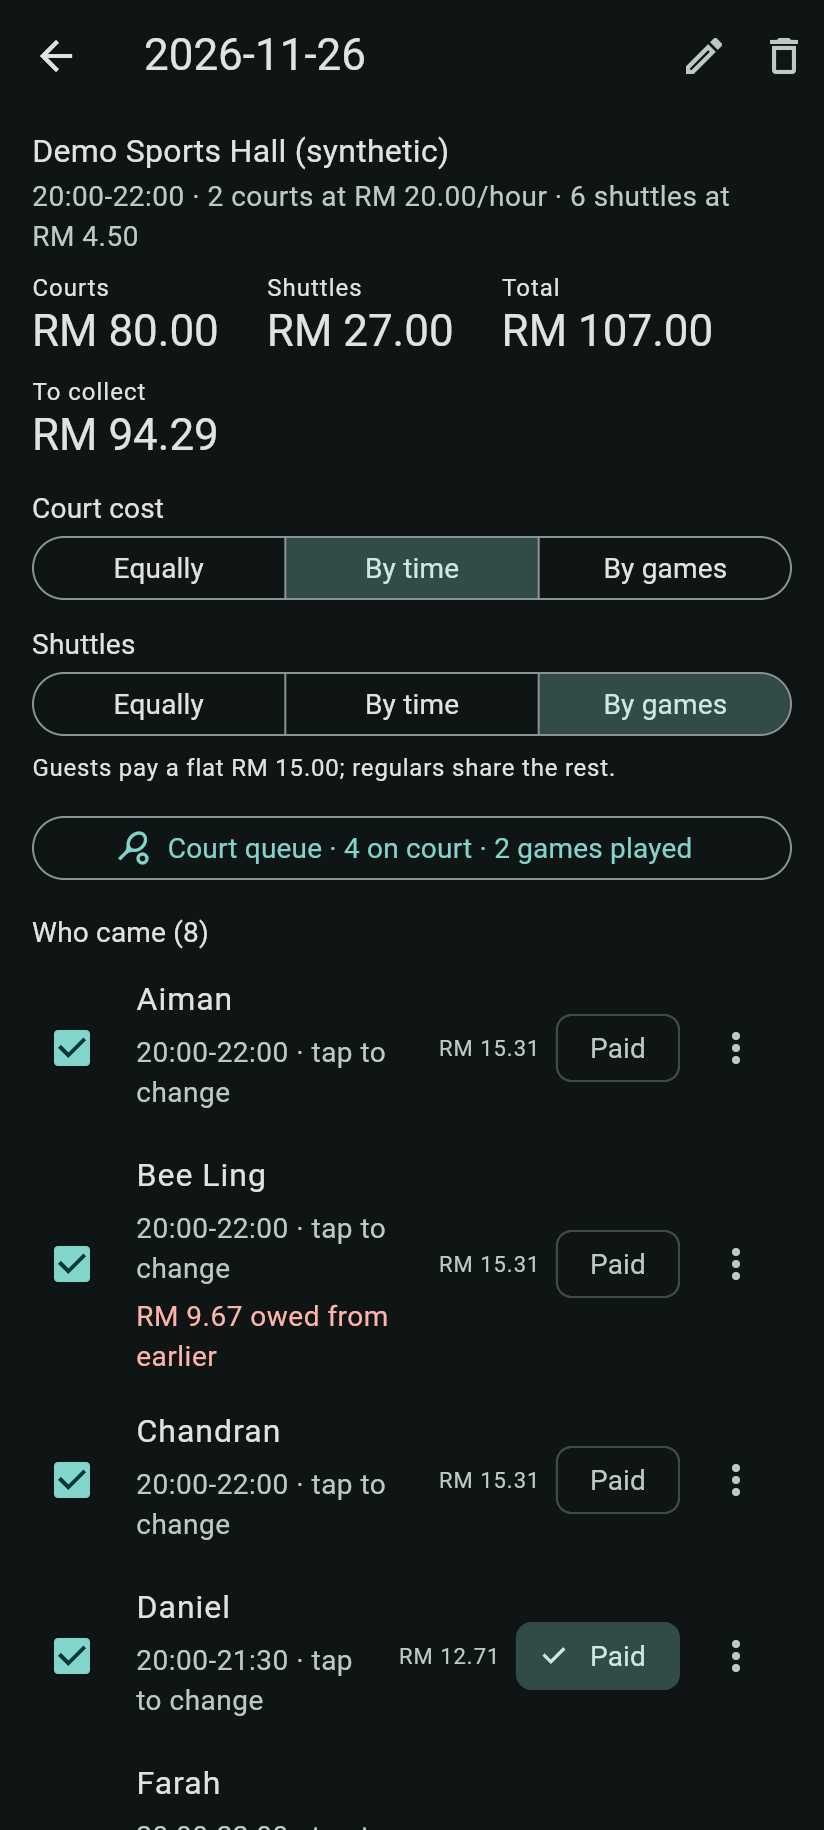 2026-11-26
Demo Sports Hall (synthetic)
20:00-22:00 · 2 courts at RM 20.00/hour · 6 shuttles at
RM 4.50
Courts
RM 80.00
Shuttles
RM 27.00
Total
RM 107.00
To collect
RM 94.29
Court cost
Equally
By time
By games
Shuttles
Equally
By time
By games
Guests pay a flat RM 15.00; regulars share the rest.
Court queue · 4 on court · 2 games played
Who came (8)
Aiman
20:00-22:00 · tap to
change
RM 15.31
Paid
Bee Ling
20:00-22:00 · tap to
change
RM 9.67 owed from
earlier
RM 15.31
Paid
Chandran
20:00-22:00 · tap to
change
RM 15.31
Paid
Daniel
20:00-21:30 · tap
to change
RM 12.71
Paid
Farah